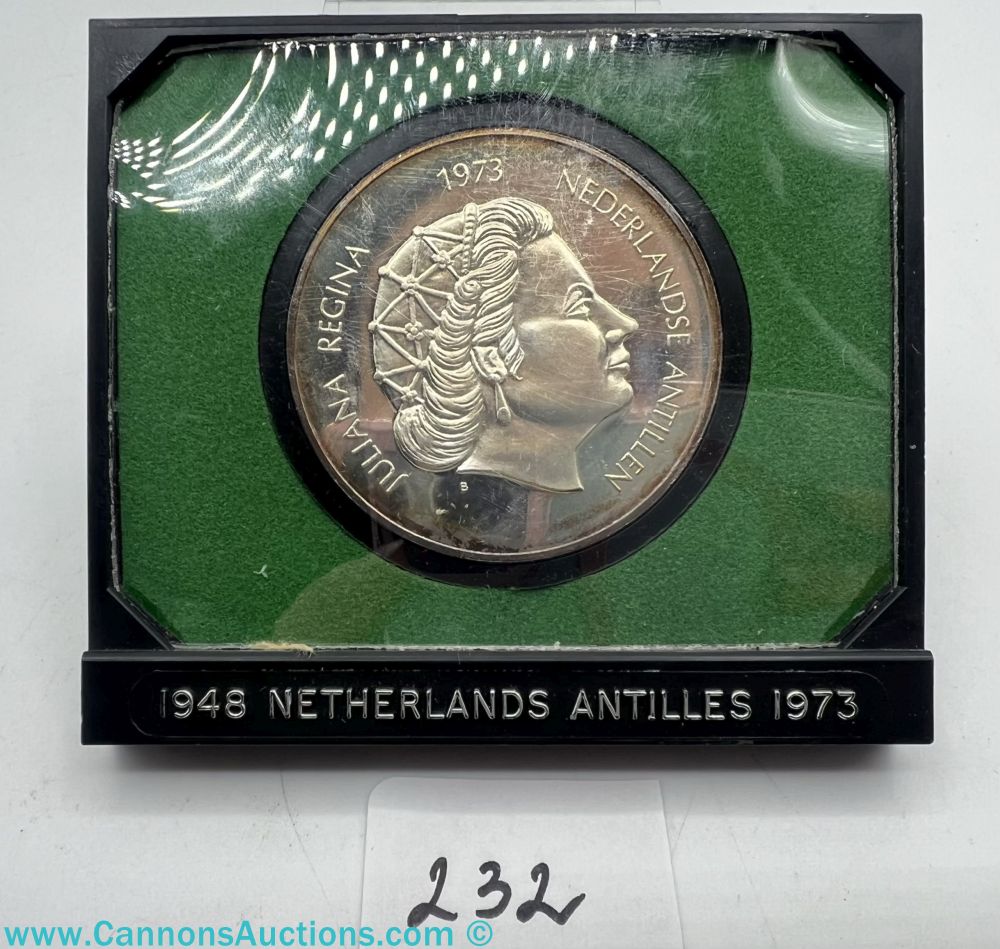 JULIANA REGINA
1973
NEDERLANDSE ANTILLEN
B
1948 NETHERLANDS ANTILLES 1973
232
www.CannonsAuctions.com ©